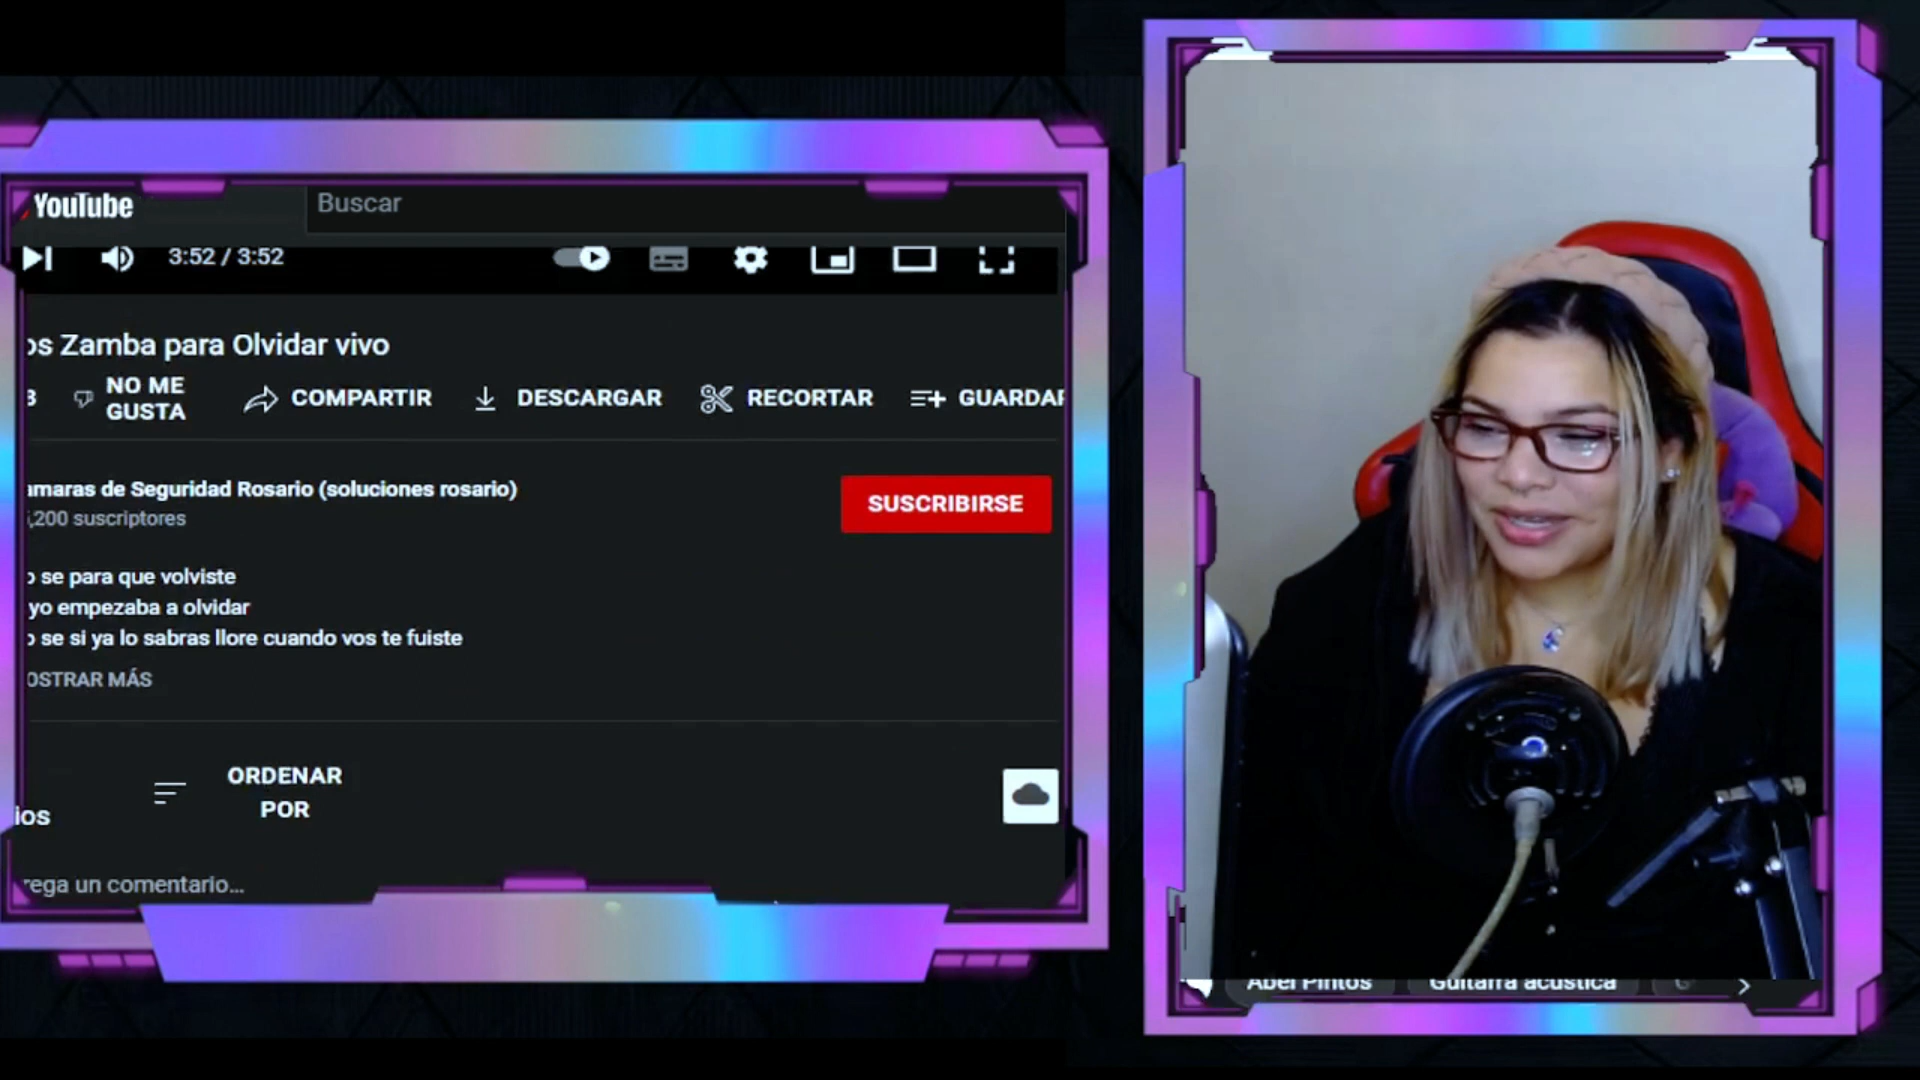 YouTube
Buscar
3:52 / 3:52
os Zamba para Olvidar vivo
NO ME
GUSTA
COMPARTIR
DESCARGAR
RECORTAR
GUARDAR
amaras de Seguridad Rosario (soluciones rosario)
,200 suscriptores
SUSCRIBIRSE
o se para que volviste
yo empezaba a olvidar
o se si ya lo sabras llore cuando vos te fuiste
OSTRAR MÁS
ios
ORDENAR
POR
rega un comentario...
Abel Pintos
Guitarra acústica